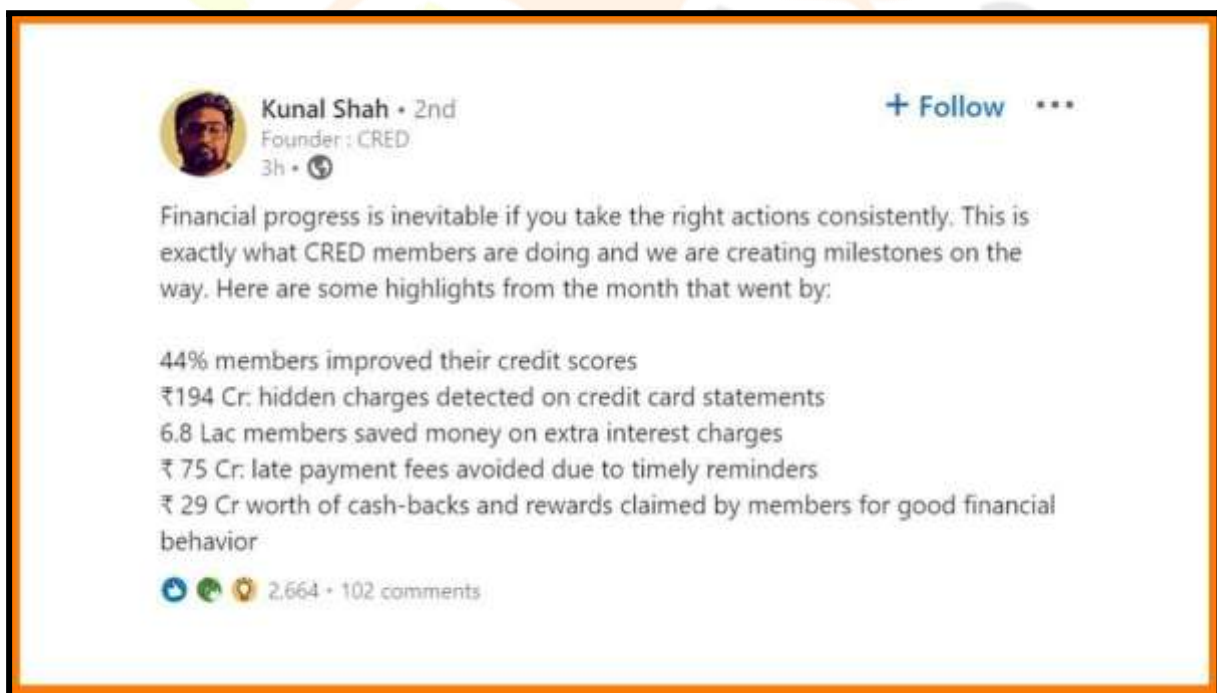 Kunal Shah • 2nd
+ Follow ...
Founder : CRED
3h •
Financial progress is inevitable if you take the right actions consistently. This is
exactly what CRED members are doing and we are creating milestones on the
way. Here are some highlights from the month that went by:
44% members improved their credit scores
₹194 Cr: hidden charges detected on credit card statements
6.8 Lac members saved money on extra interest charges
₹ 75 Cr: late payment fees avoided due to timely reminders
₹ 29 Cr worth of cash-backs and rewards claimed by members for good financial
behavior
2,664 • 102 comments